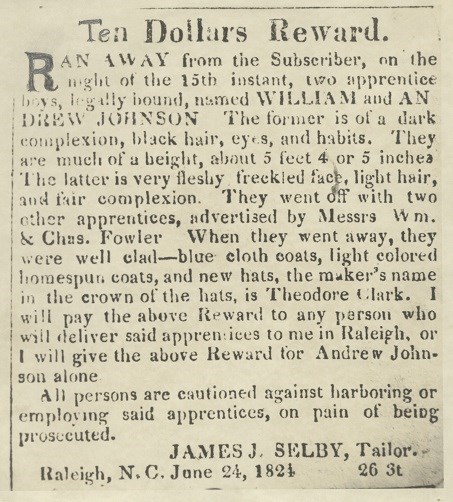 Ten Dollars Reward.
RAN AWAY from the Subscriber, on the
night of the 15th instant, two apprentice
boys, legally bound, named WILLIAM and AN
DREW JOHNSON The former is of a dark
complexion, black hair, eyes, and habits. They
are much of a height, about 5 feet 4 or 5 inches
The latter is very fleshy freckled face, light hair,
and fair complexion. They went off with two
other apprentices, advertised by Messrs Wm.
& Chas. Fowler When they went away, they
were well clad—blue cloth coats, light colored
homespun coats, and new hats, the maker's name
in the crown of the hats, is Theodore Clark. I
will pay the above Reward to any person who
will deliver said apprentices to me in Raleigh, or
I will give the above Reward for Andrew John-
son alone
All persons are cautioned against harboring or
employing said apprentices, on pain of being
prosecuted.
JAMES J. SELBY, Tailor.
Raleigh, N. C. June 24, 1824 26 3t